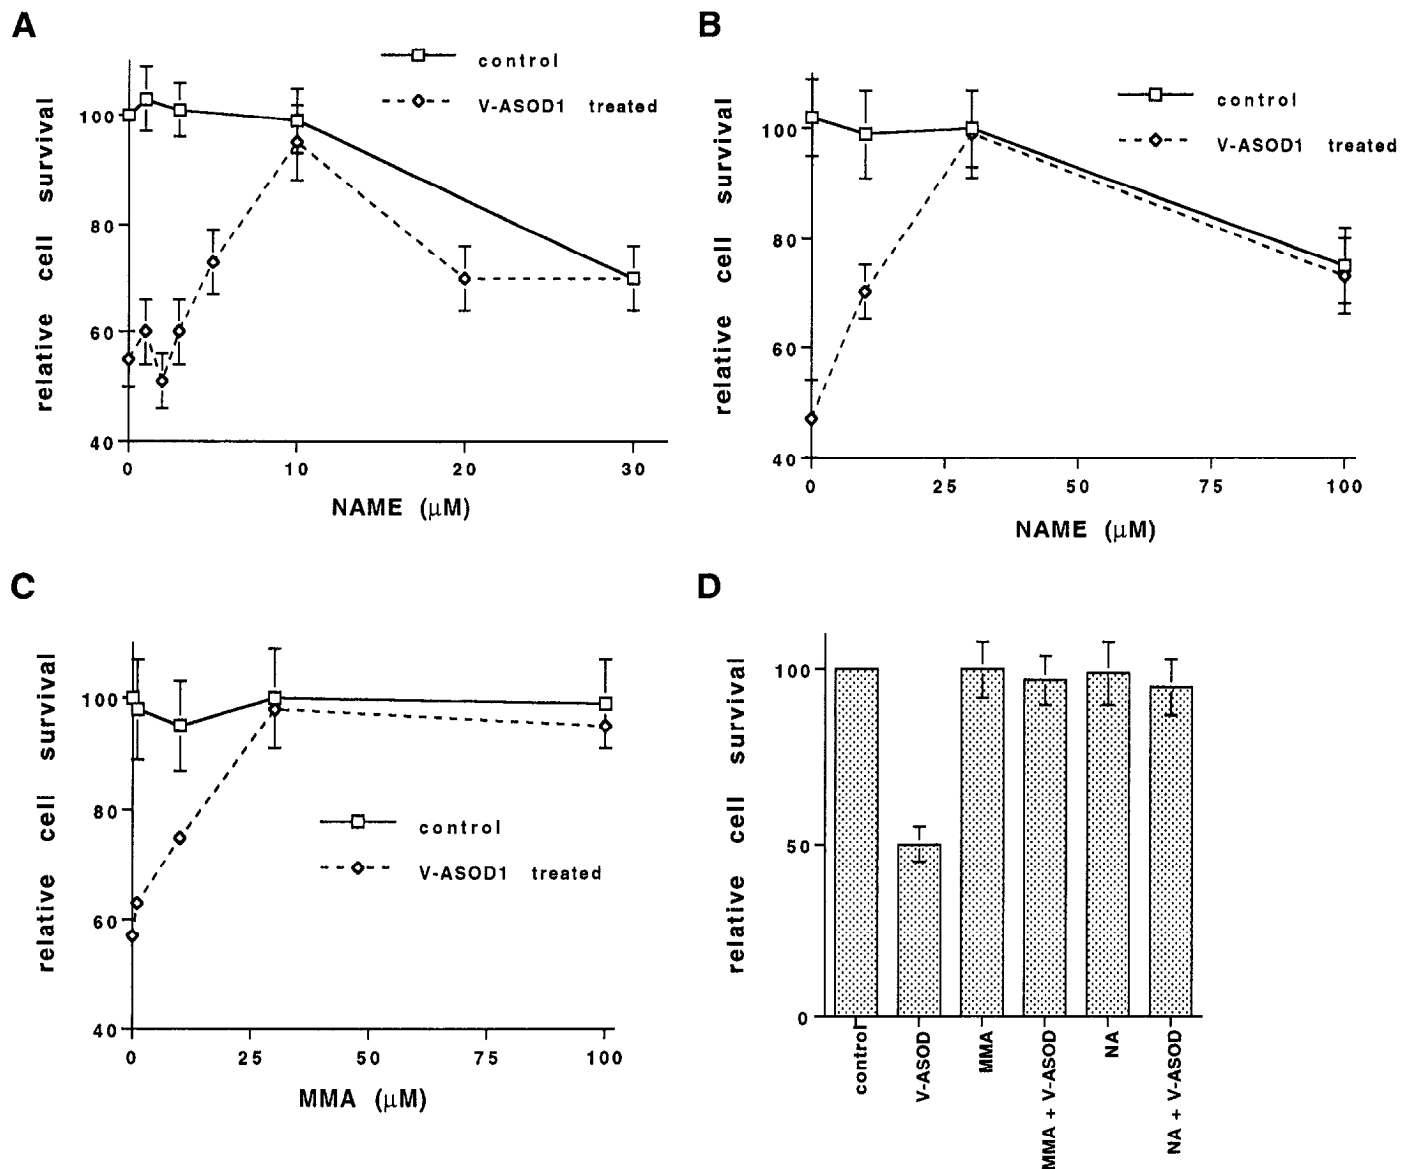 A
control
V-ASOD1 treated
relative cell survival
100
80
60
40
0 10 20 30
NAME (μM)
B
control
V-ASOD1 treated
relative cell survival
100
80
60
40
0 25 50 75 100
NAME (μM)
C
relative cell survival
100
80
60
40
control
V-ASOD1 treated
0 25 50 75 100
MMA (μM)
D
relative cell survival
100
50
0
control
V-ASOD
MMA
MMA + V-ASOD
NA
NA + V-ASOD